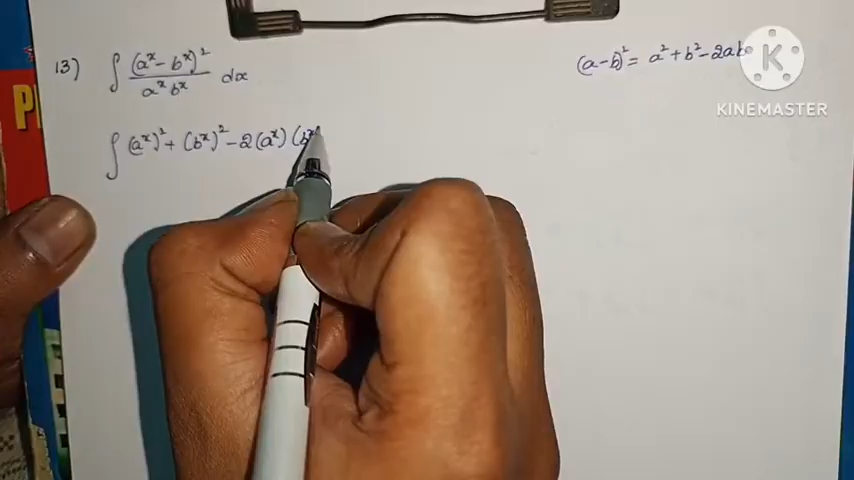 13) ∫ (a^x - b^x)^2 / a^x b^x dx
(a-b)^2 = a^2 + b^2 - 2ab
∫ (a^x)^2 + (b^x)^2 - 2(a^x)(b^x
K
KINEMASTER
P